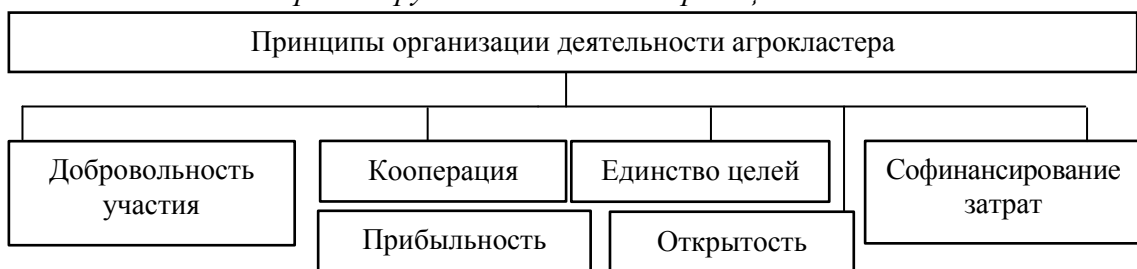 Принципы организации деятельности агрокластера
Добровольность
участия
Кооперация
Единство целей
Софинансирование
затрат
Прибыльность
Открытость